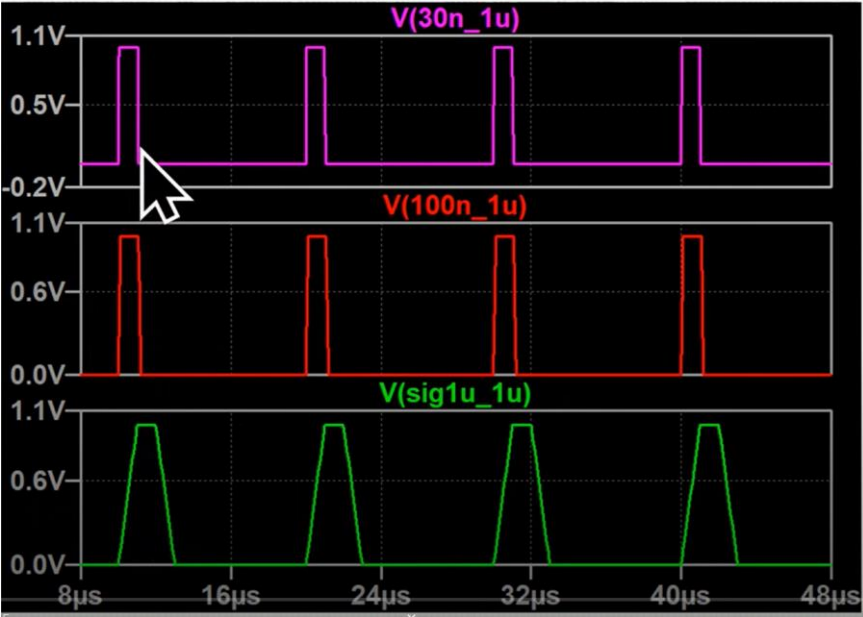 V(30n_1u)
1.1V
0.5V
-0.2V
V(100n_1u)
1.1V
0.6V
0.0V
V(sig1u_1u)
1.1V
0.6V
0.0V
8µs 16µs 24µs 32µs 40µs 48µs